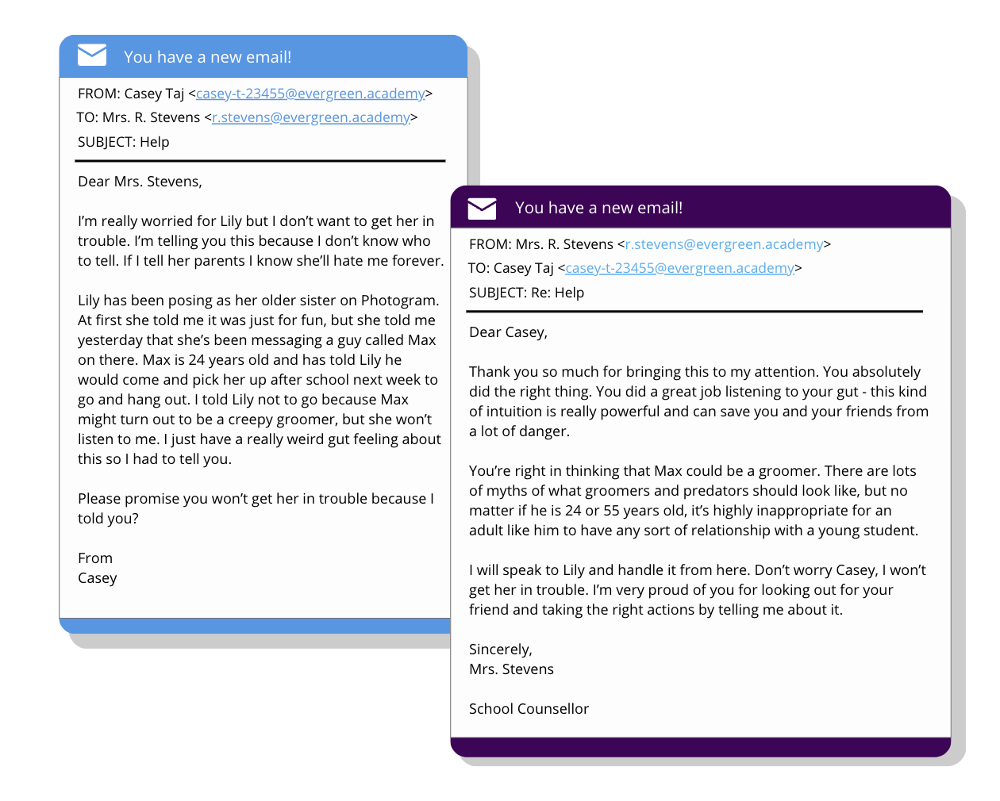 You have a new email!
FROM: Casey Taj <casey-t-23455@evergreen.academy>
TO: Mrs. R. Stevens <r.stevens@evergreen.academy>
SUBJECT: Help
Dear Mrs. Stevens,
I’m really worried for Lily but I don’t want to get her in
trouble. I’m telling you this because I don’t know who
to tell. If I tell her parents I know she’ll hate me forever.
Lily has been posing as her older sister on Photogram.
At first she told me it was just for fun, but she told me
yesterday that she’s been messaging a guy called Max
on there. Max is 24 years old and has told Lily he
would come and pick her up after school next week to
go and hang out. I told Lily not to go because Max
might turn out to be a creepy groomer, but she won’t
listen to me. I just have a really weird gut feeling about
this so I had to tell you.
Please promise you won’t get her in trouble because I
told you?
From
Casey
You have a new email!
FROM: Mrs. R. Stevens <r.stevens@evergreen.academy>
TO: Casey Taj <casey-t-23455@evergreen.academy>
SUBJECT: Re: Help
Dear Casey,
Thank you so much for bringing this to my attention. You absolutely
did the right thing. You did a great job listening to your gut - this kind
of intuition is really powerful and can save you and your friends from
a lot of danger.
You’re right in thinking that Max could be a groomer. There are lots
of myths of what groomers and predators should look like, but no
matter if he is 24 or 55 years old, it’s highly inappropriate for an
adult like him to have any sort of relationship with a young student.
I will speak to Lily and handle it from here. Don’t worry Casey, I won’t
get her in trouble. I’m very proud of you for looking out for your
friend and taking the right actions by telling me about it.
Sincerely,
Mrs. Stevens
School Counsellor